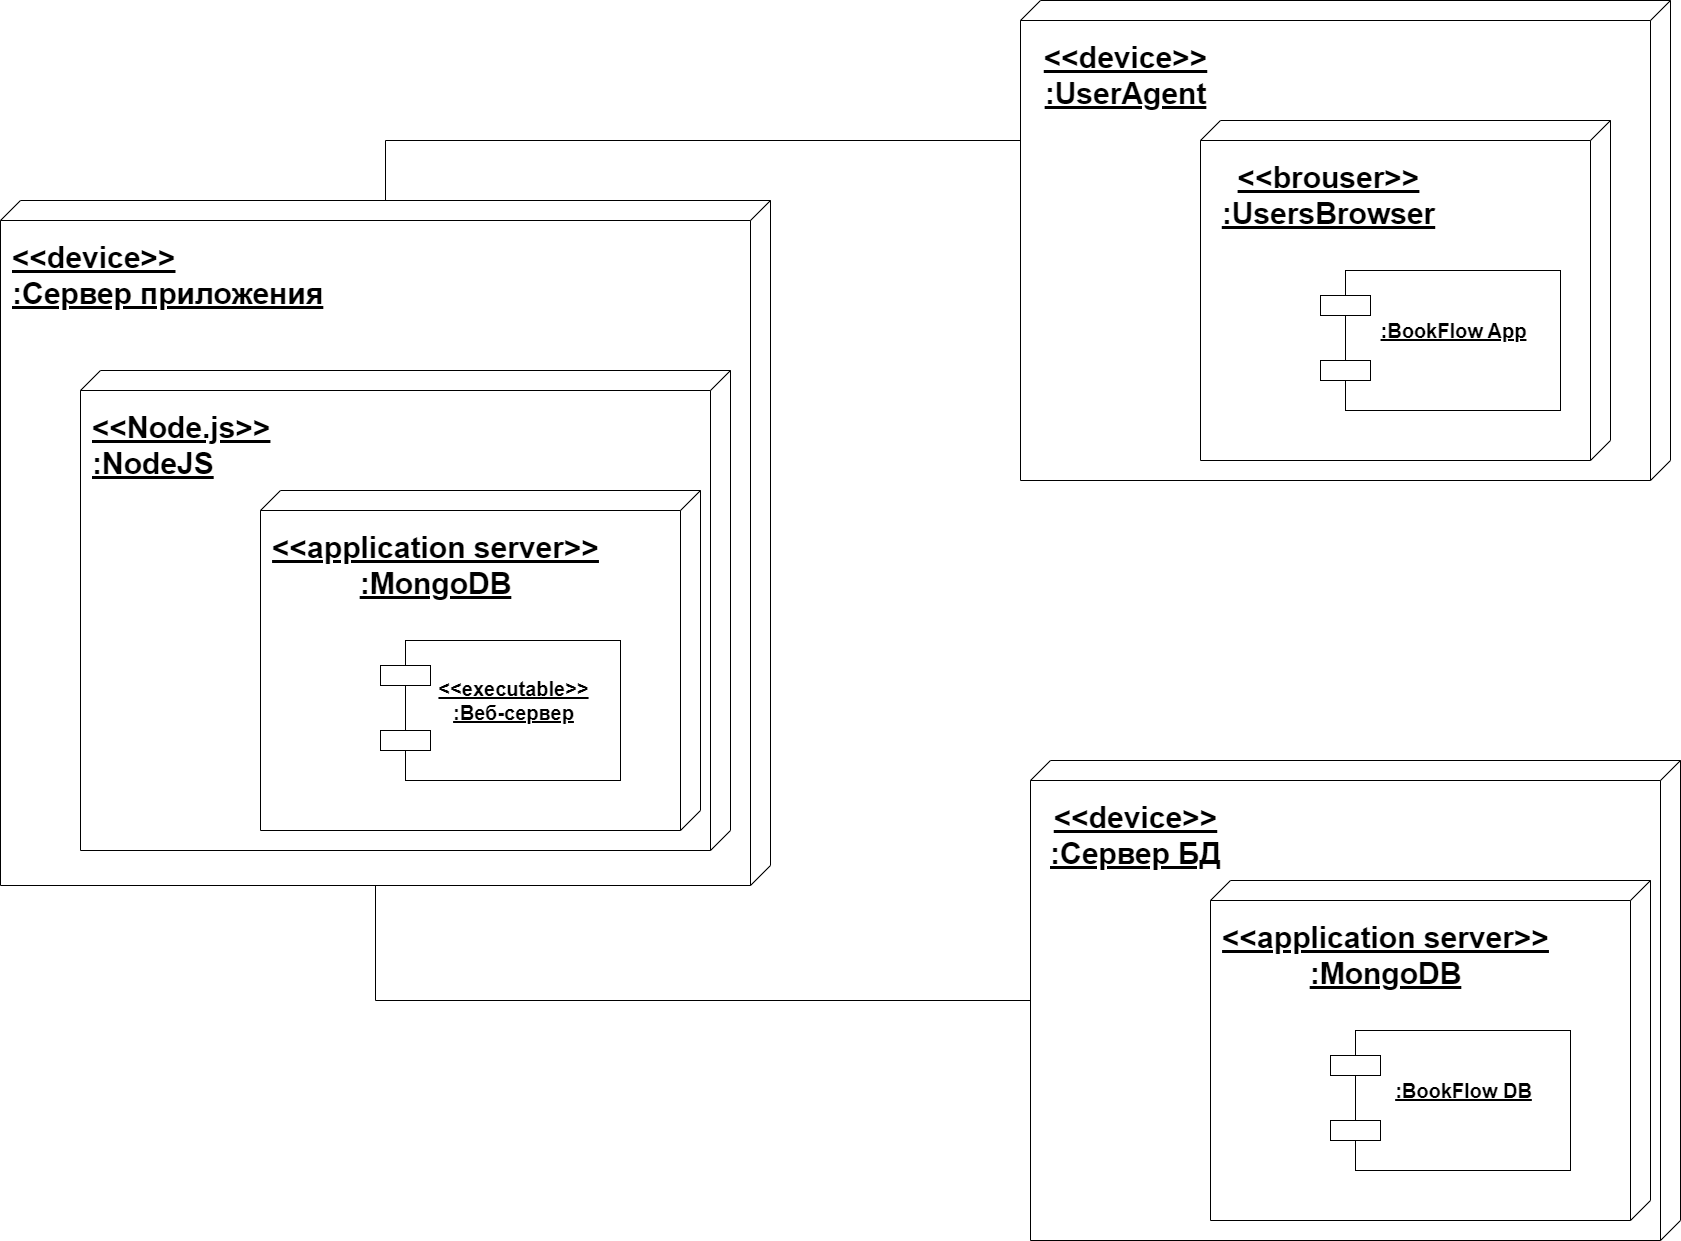 <<device>>
:UserAgent
<<brouser>>
:UsersBrowser
:BookFlow App
<<device>>
:Сервер приложения
<<Node.js>>
:NodeJS
<<application server>>
:MongoDB
<<executable>>
:Веб-сервер
<<device>>
:Сервер БД
<<application server>>
:MongoDB
:BookFlow DB